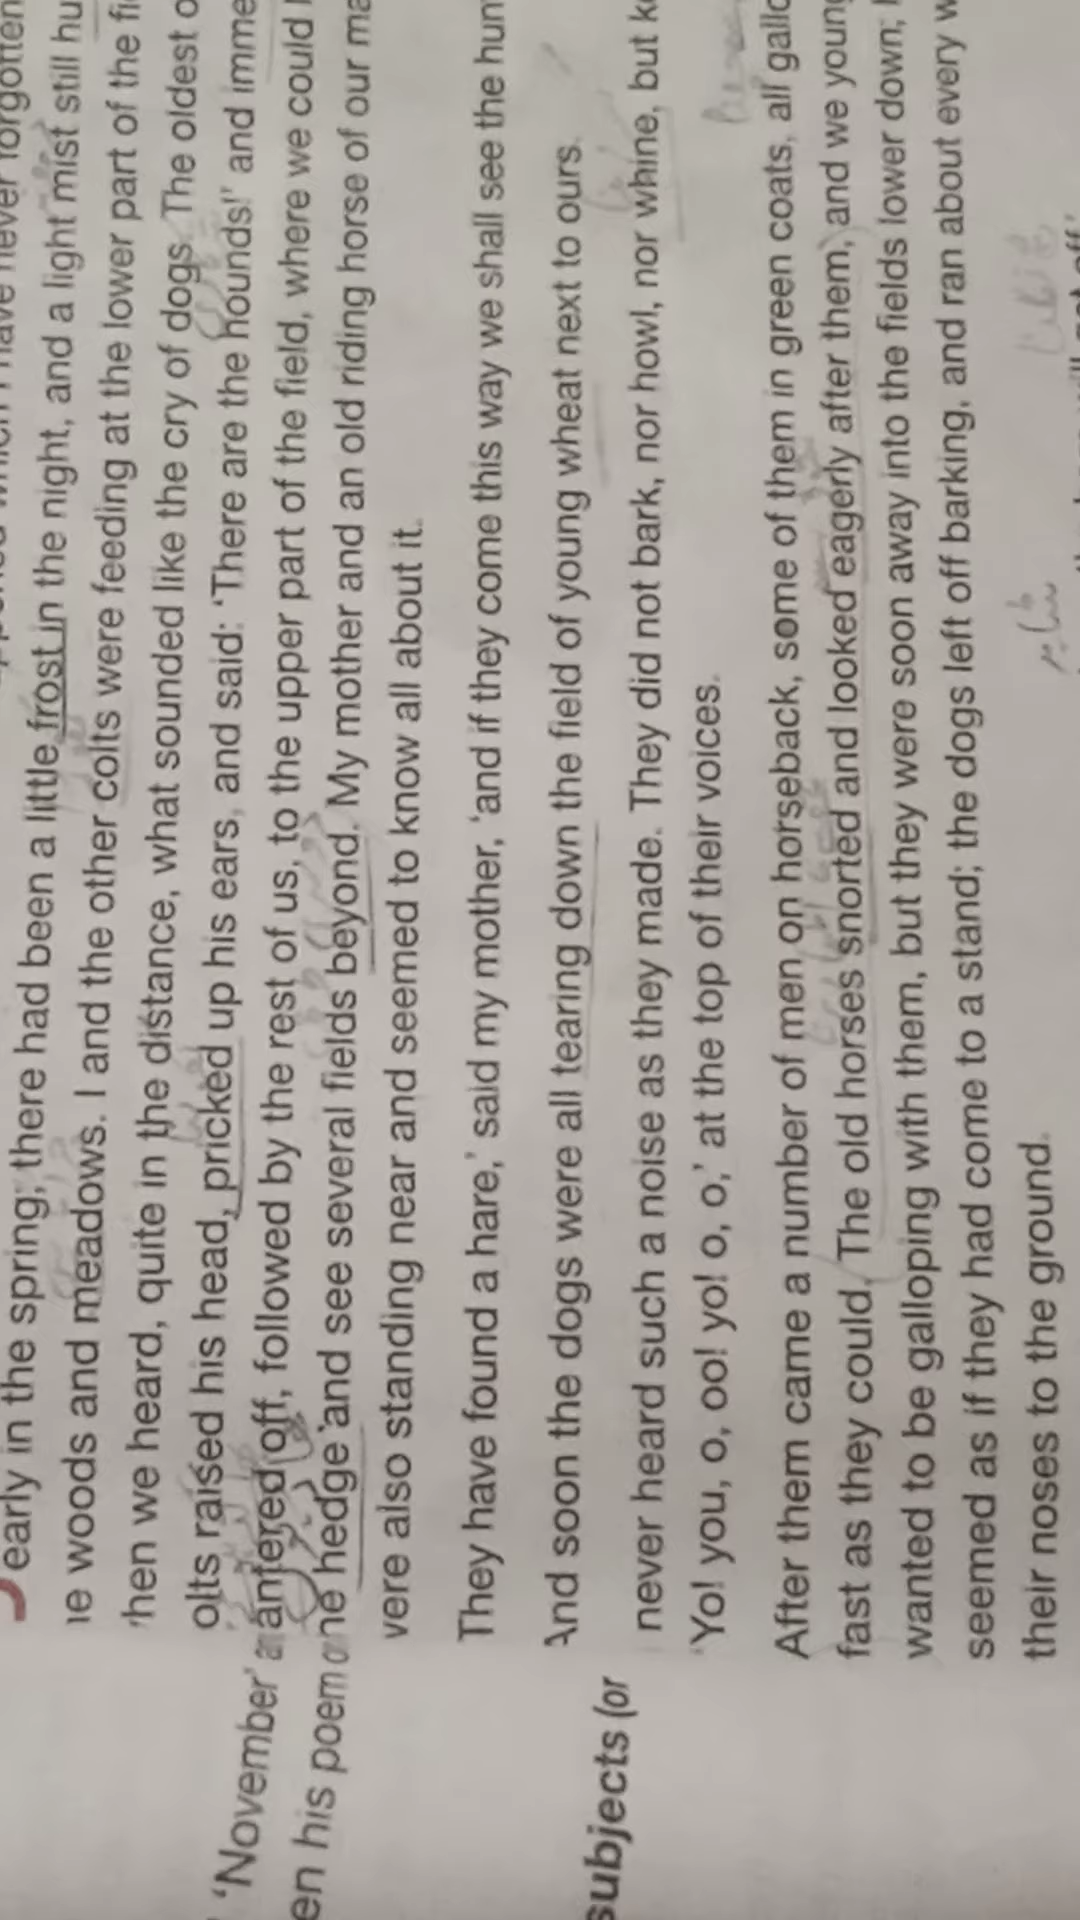 early in the spring; there had been a little frost in the night, and a light mist still hu
woods and meadows. I and the other colts were feeding at the lower part of the fi
hen we heard, quite in the distance, what sounded like the cry of dogs. The oldest o
olts raised his head, pricked up his ears, and said: 'There are the hounds!' and imme
antered off, followed by the rest of us, to the upper part of the field, where we could
hedge and see several fields beyond. My mother and an old riding horse of our ma
vere also standing near and seemed to know all about it.
They have found a hare,' said my mother, 'and if they come this way we shall see the hun
And soon the dogs were all tearing down the field of young wheat next to ours.
never heard such a noise as they made. They did not bark, nor howl, nor whine, but k
'Yo! you, o, oo! yo! o, o,' at the top of their voices.
After them came a number of men on horseback, some of them in green coats, all gallo
fast as they could. The old horses snorted and looked eagerly after them, and we young
wanted to be galloping with them, but they were soon away into the fields lower down;
seemed as if they had come to a stand; the dogs left off barking, and ran about every w
their noses to the ground.
'November'
en his poem
subjects (or